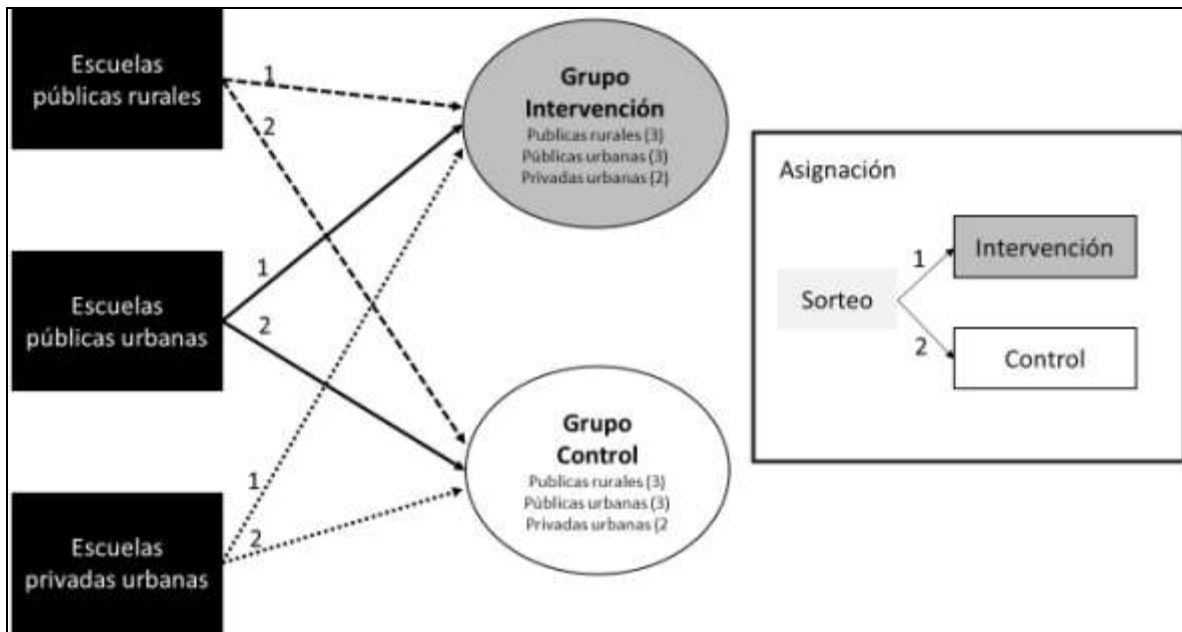 Escuelas
públicas rurales
1
2
Grupo
Intervención
Publicas rurales (3)
Públicas urbanas (3)
Privadas urbanas (2)
Escuelas
públicas urbanas
1
2
Grupo
Control
Publicas rurales (3)
Públicas urbanas (3)
Privadas urbanas (2
Escuelas
privadas urbanas
1
2
Asignación
Sorteo
1
Intervención
2
Control